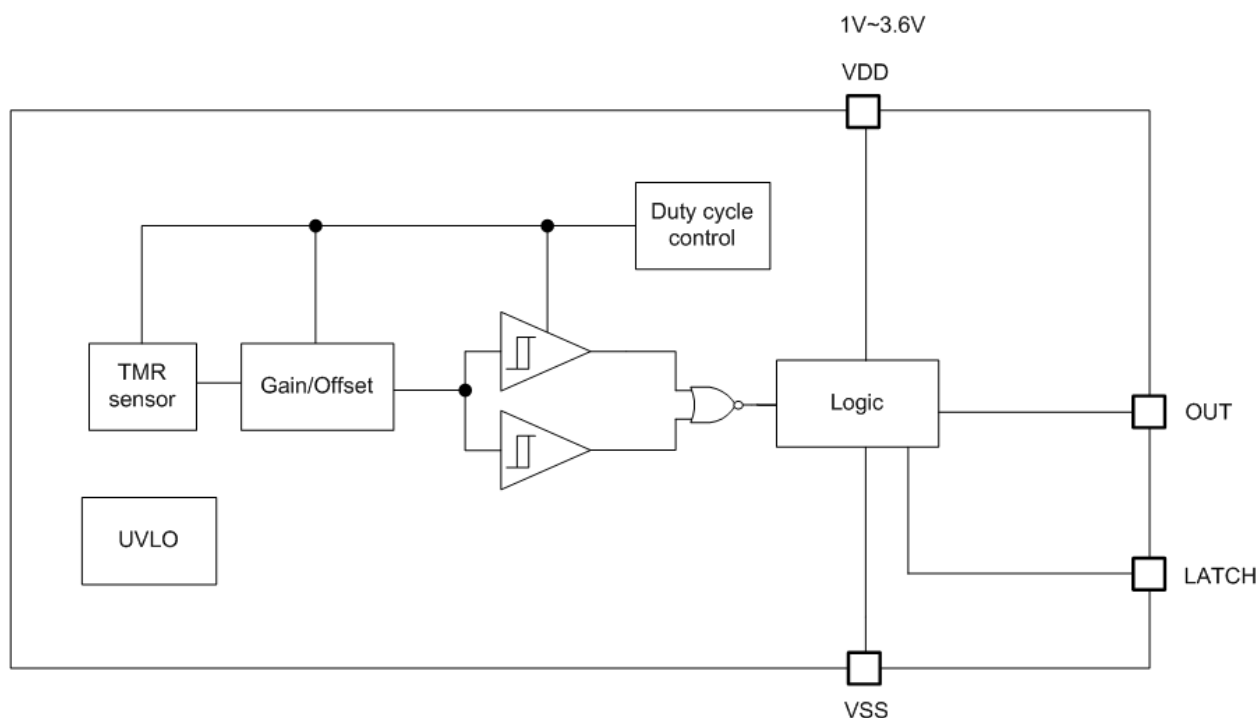 1V~3.6V
VDD
Duty cycle
control
TMR
sensor
Gain/Offset
Logic
OUT
UVLO
LATCH
VSS